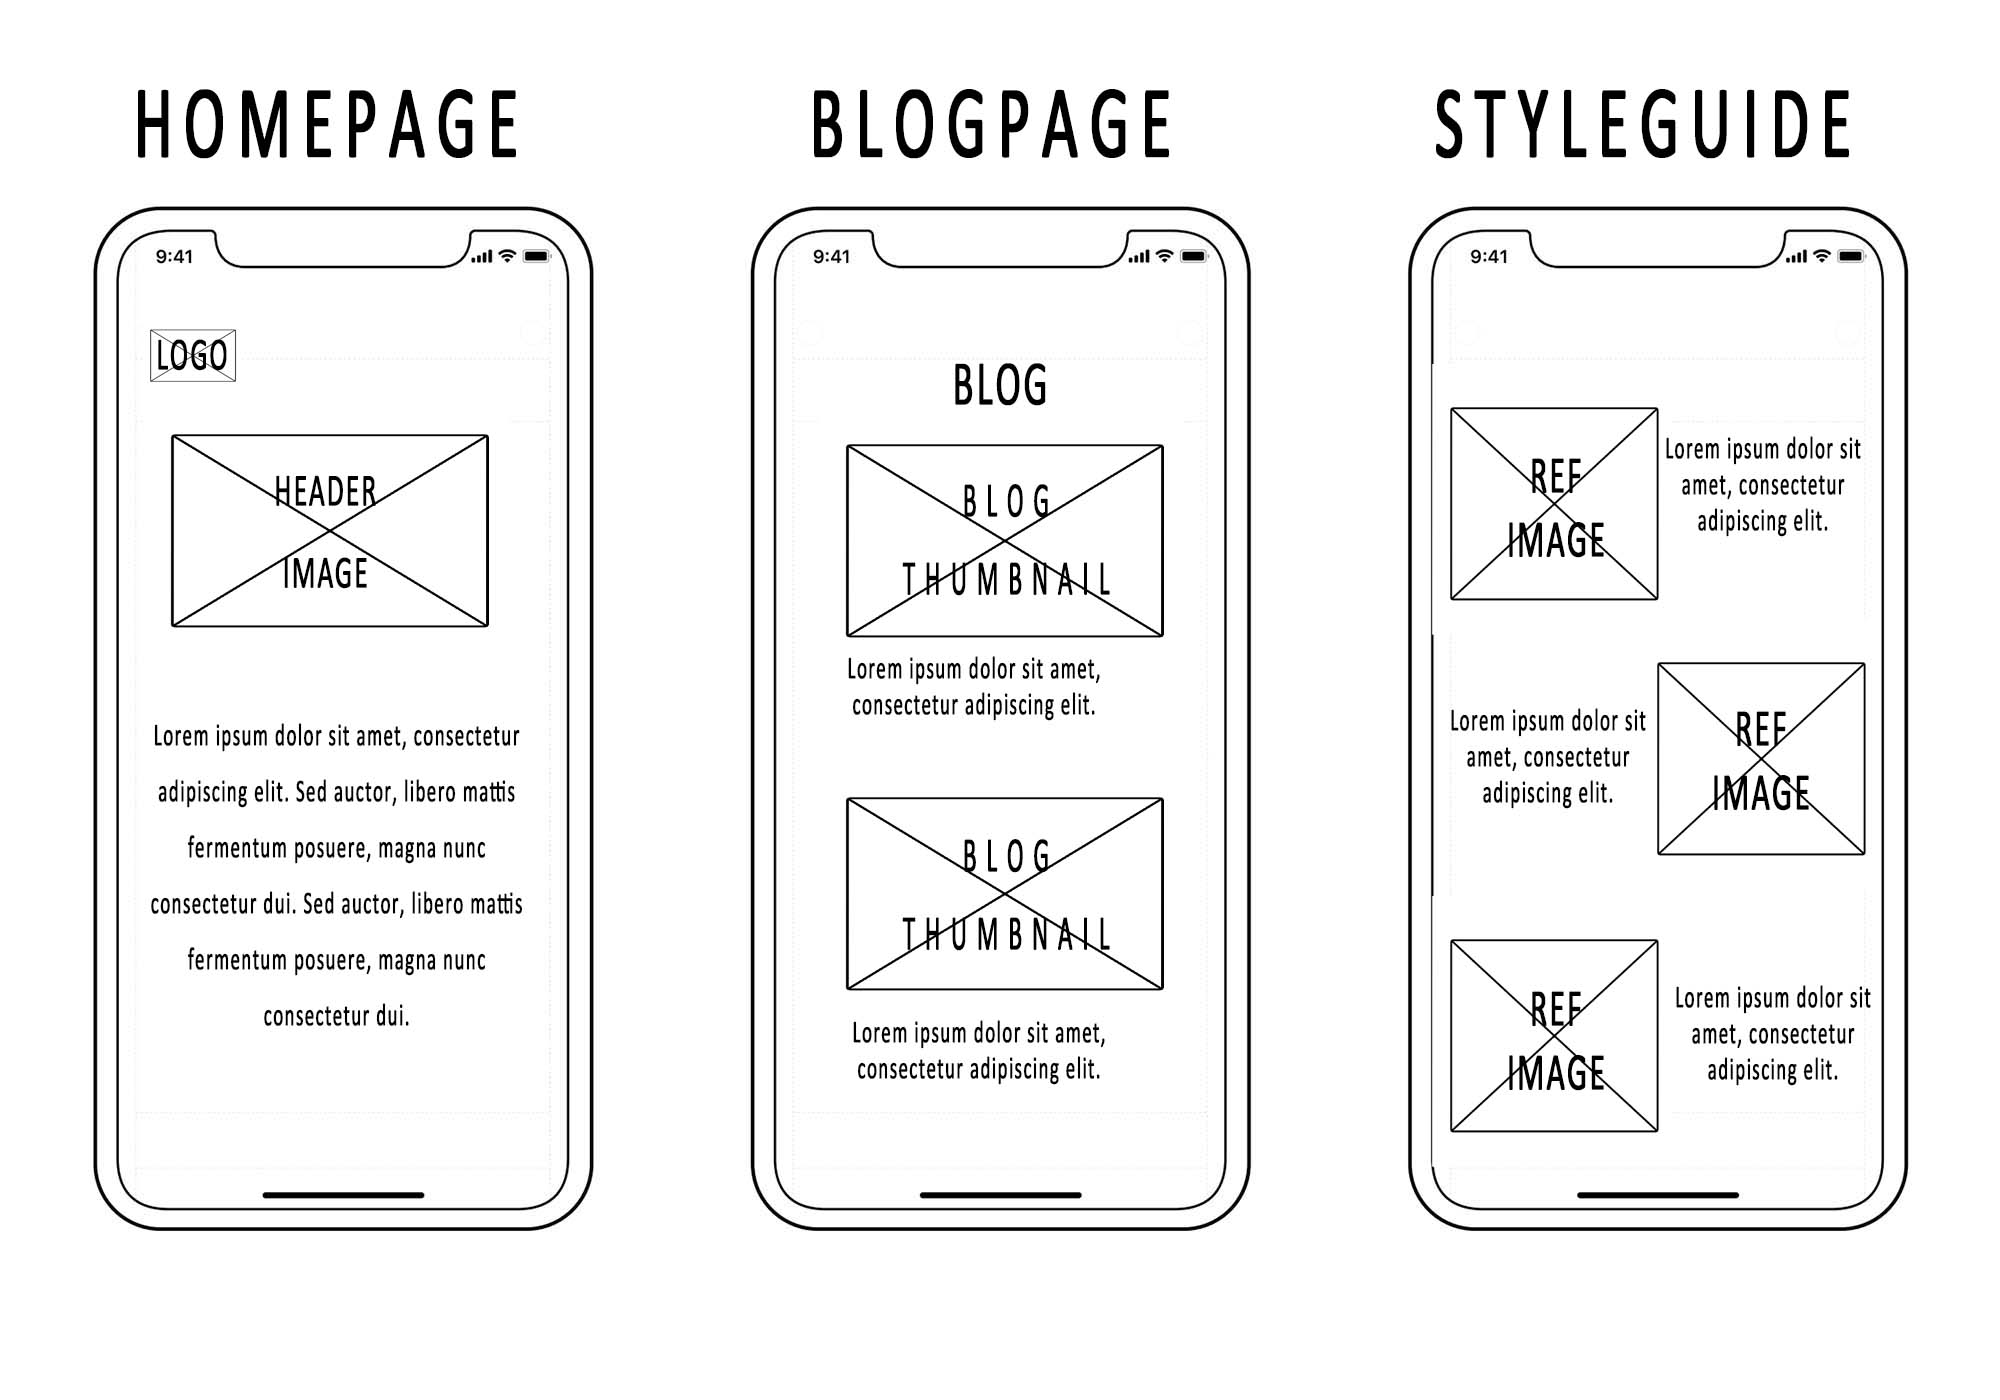 HOMEPAGE
9:41
LOGO
HEADER
IMAGE
Lorem ipsum dolor sit amet, consectetur
adipiscing elit. Sed auctor, libero mattis
fermentum posuere, magna nunc
consectetur dui. Sed auctor, libero mattis
fermentum posuere, magna nunc
consectetur dui.
BLOGPAGE
9:41
BLOG
BLOG
THUMBNAIL
Lorem ipsum dolor sit amet,
consectetur adipiscing elit.
BLOG
THUMBNAIL
Lorem ipsum dolor sit amet,
consectetur adipiscing elit.
STYLEGUIDE
9:41
REF
IMAGE
Lorem ipsum dolor sit
amet, consectetur
adipiscing elit.
Lorem ipsum dolor sit
amet, consectetur
adipiscing elit.
REF
IMAGE
REF
IMAGE
Lorem ipsum dolor sit
amet, consectetur
adipiscing elit.